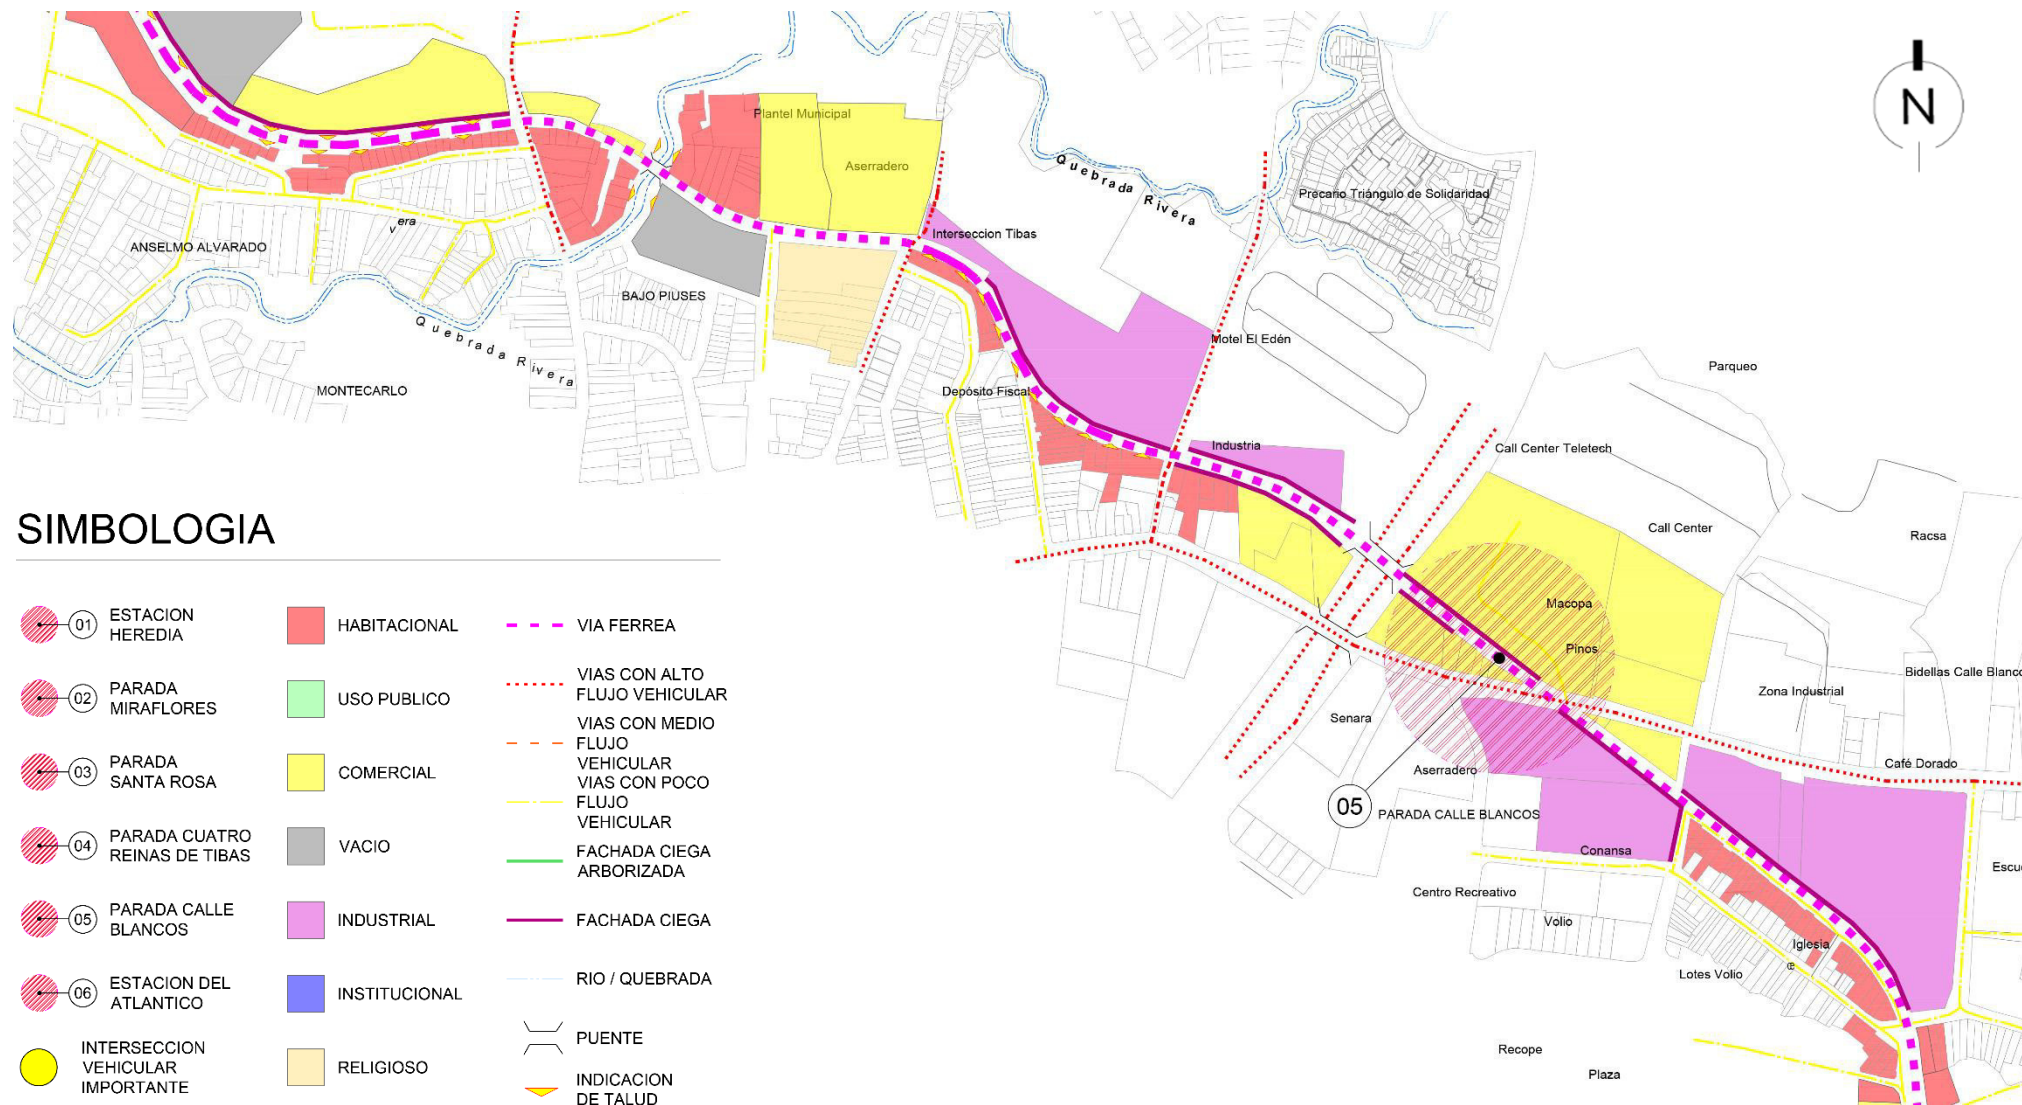 N
Plantel Municipal
Aserradero
Quebrada
Rivera
Precario Triángulo de Solidaridad
vera
ANSELMO ALVARADO
Interseccion Tibas
BAJO PIUSES
Quebrada Rivera
MONTECARLO
Motel El Edén
Parqueo
Depósito Fiscal
Industria
Call Center Teletech
Call Center
Racsa
Macopa
Pinos
Bidellas Calle Blanco
Zona Industrial
Senara
Café Dorado
Aserradero
05
PARADA CALLE BLANCOS
Conansa
Escu
Centro Recreativo
Volio
Iglesia
Lotes Volio
Recope
Plaza
SIMBOLOGIA
01
ESTACION
HEREDIA
02
PARADA
MIRAFLORES
03
PARADA
SANTA ROSA
04
PARADA CUATRO
REINAS DE TIBAS
05
PARADA CALLE
BLANCOS
06
ESTACION DEL
ATLANTICO
INTERSECCION
VEHICULAR
IMPORTANTE
HABITACIONAL
USO PUBLICO
COMERCIAL
VACIO
INDUSTRIAL
INSTITUCIONAL
RELIGIOSO
VIA FERREA
VIAS CON ALTO
FLUJO VEHICULAR
VIAS CON MEDIO
FLUJO
VEHICULAR
VIAS CON POCO
FLUJO
VEHICULAR
FACHADA CIEGA
ARBORIZADA
FACHADA CIEGA
RIO / QUEBRADA
PUENTE
INDICACION
DE TALUD